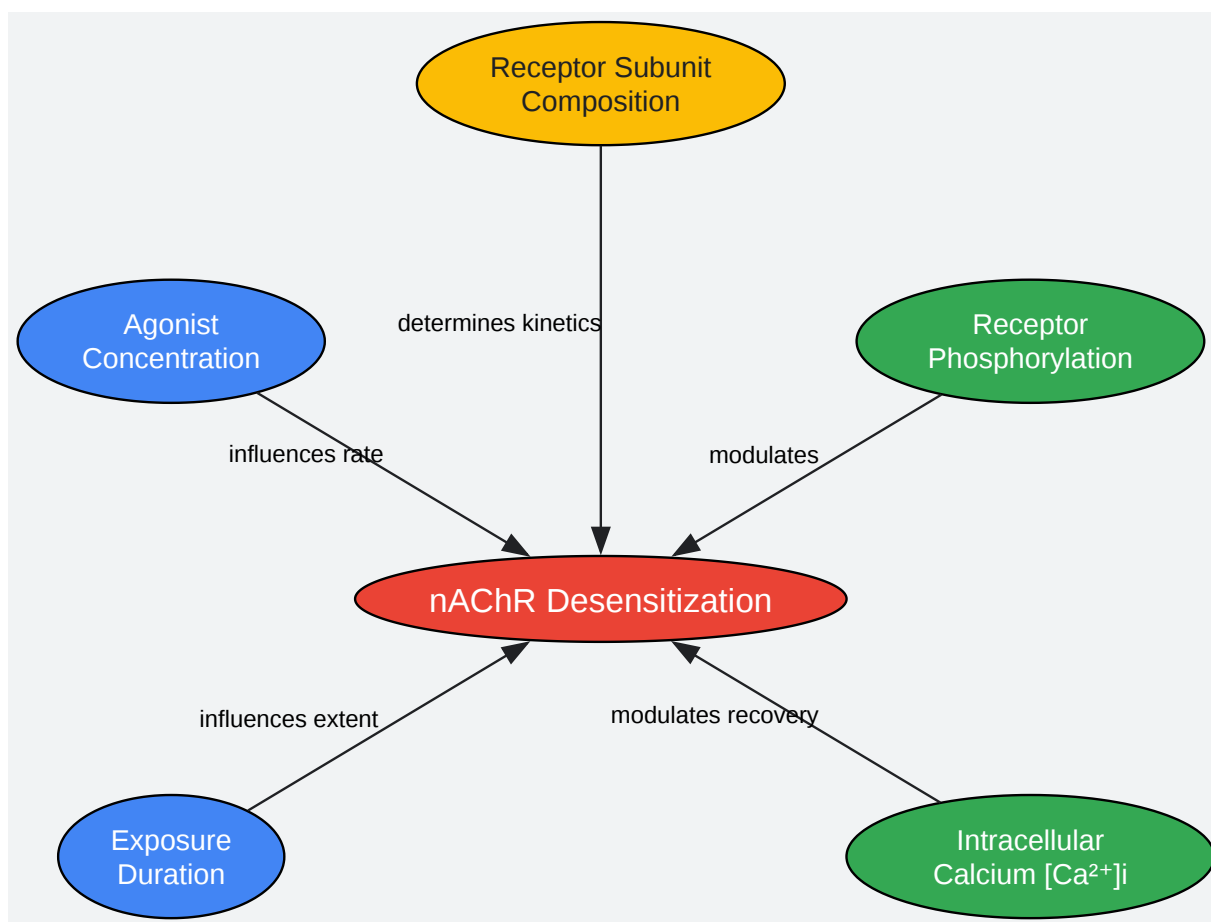 Receptor Subunit
Composition
Agonist
Concentration
determines kinetics
Receptor
Phosphorylation
influences rate
modulates
nAChR Desensitization
influences extent
modulates recovery
Exposure
Duration
Intracellular
Calcium [Ca²⁺]i